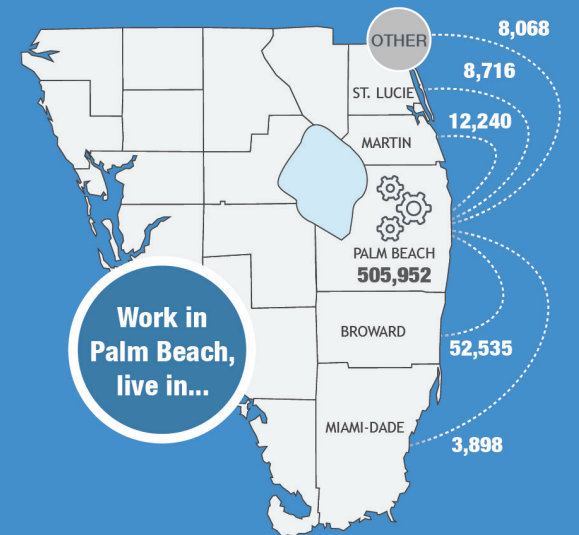 8,068
OTHER
8,716
ST. LUCIE
12,240
MARTIN
PALM BEACH
505,952
Work in
Palm Beach,
live in...
BROWARD
52,535
MIAMI-DADE
3,898